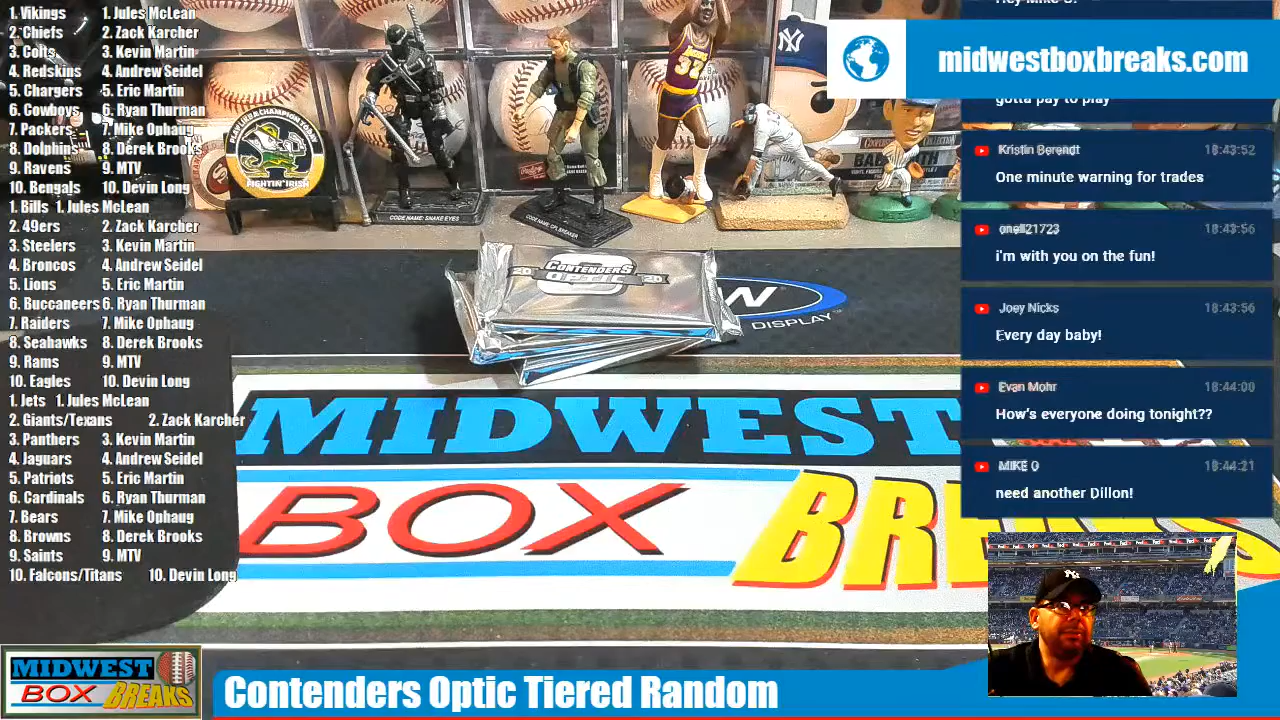 1. Vikings 1. Jules McLean
2. Chiefs 2. Zack Karcher
3. Colts 3. Kevin Martin
4. Redskins 4. Andrew Seidel
5. Chargers 5. Eric Martin
6. Cowboys 6. Ryan Thurman
7. Packers 7. Mike Ophaug
8. Dolphins 8. Derek Brooks
9. Ravens 9. MTV
10. Bengals 10. Devin Long
1. Bills 1. Jules McLean
2. 49ers 2. Zack Karcher
3. Steelers 3. Kevin Martin
4. Broncos 4. Andrew Seidel
5. Lions 5. Eric Martin
6. Buccaneers 6. Ryan Thurman
7. Raiders 7. Mike Ophaug
8. Seahawks 8. Derek Brooks
9. Rams 9. MTV
10. Eagles 10. Devin Long
1. Jets 1. Jules McLean
2. Giants/Texans 2. Zack Karcher
3. Panthers 3. Kevin Martin
4. Jaguars 4. Andrew Seidel
5. Patriots 5. Eric Martin
6. Cardinals 6. Ryan Thurman
7. Bears 7. Mike Ophaug
8. Browns 8. Derek Brooks
9. Saints 9. MTV
10. Falcons/Titans 10. Devin Long
PLAY LIKE A CHAMPION TODAY
FIGHTIN' IRISH
CODE NAME: SNAKE EYES
32
NY
20 CONTENDERS 20
OPTIC
DISPLAY
MIDWEST
BOX BREAKS
midwestboxbreaks.com
gotta pay to play
Kristin Berendt 18:43:52
One minute warning for trades
18:43:56
i'm with you on the fun!
Joey Nicks 18:43:56
Every day baby!
Evan Mohr 18:44:00
How's everyone doing tonight??
MIKE O 18:44:21
need another Dillon!
MIDWEST
BOX BREAKS
Contenders Optic Tiered Random